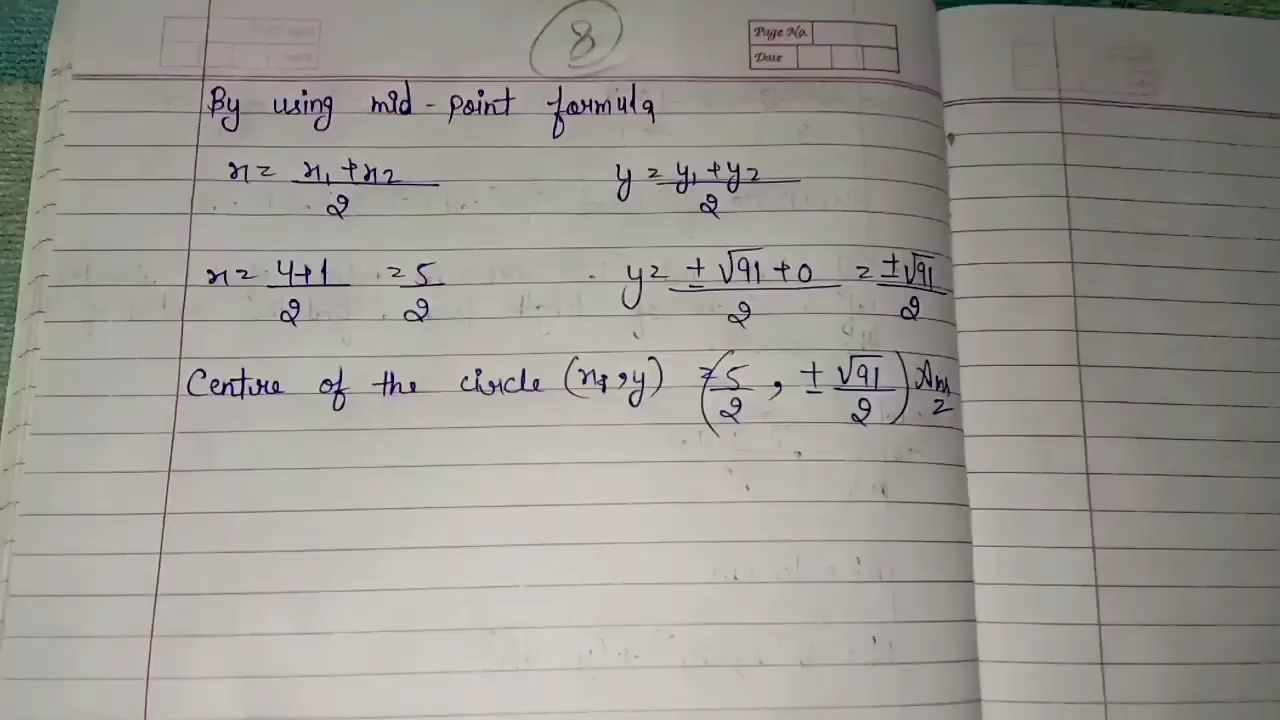 8
Page No.
Date
By using mid-point formula
x = x₁+x₂/2 y = y₁+y₂/2
x = 4+1/2 = 5/2 y = ±√91+0/2 = ±√91/2
Centre of the circle (x, y) = (5/2, ±√91/2) Ans